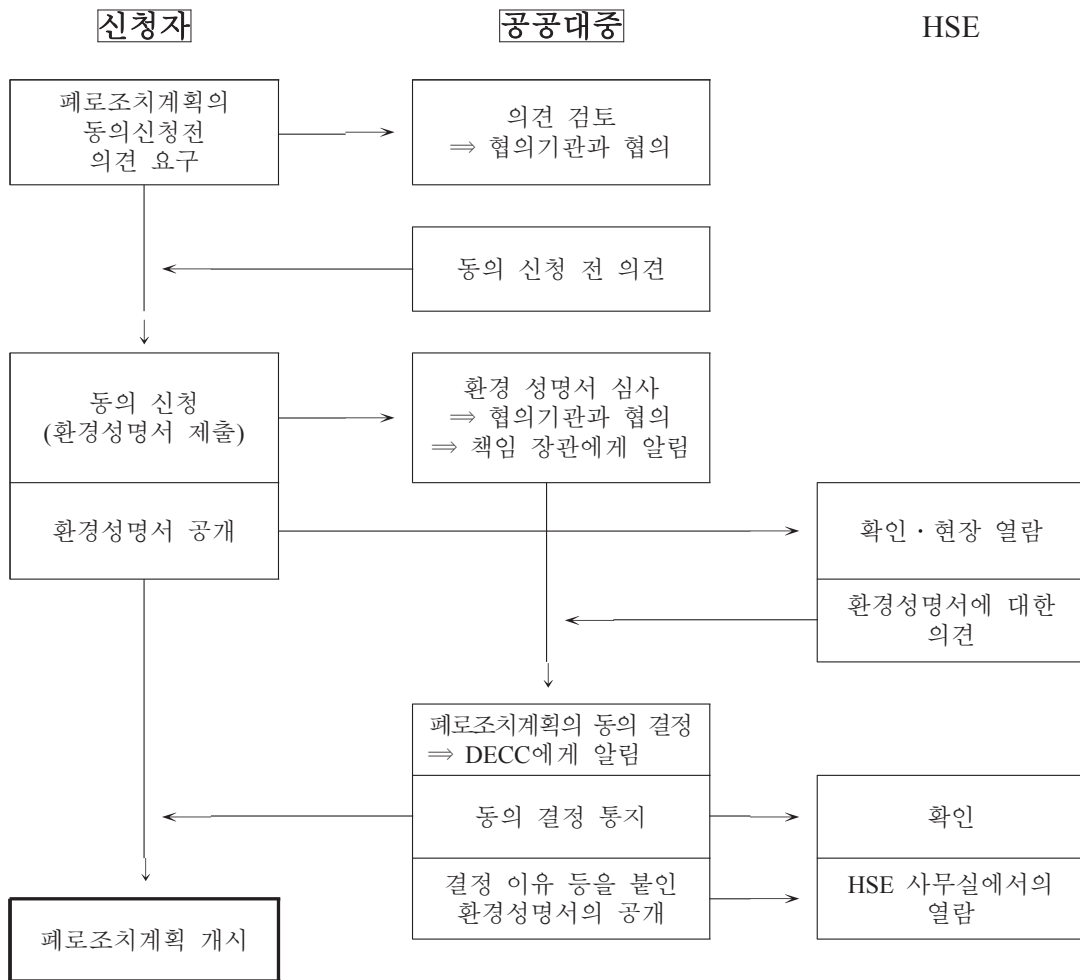 신청자
공공대중
HSE
폐로조치계획의
동의신청전
의견 요구
의견 검토
⇒ 협의기관과 협의
동의 신청 전 의견
동의 신청
(환경성명서 제출)
환경 성명서 심사
⇒ 협의기관과 협의
⇒ 책임 장관에게 알림
환경성명서 공개
확인·현장 열람
환경성명서에 대한
의견
폐로조치계획의 동의 결정
⇒ DECC에게 알림
동의 결정 통지
확인
결정 이유 등을 붙인
환경성명서의 공개
HSE 사무실에서의
열람
폐로조치계획 개시